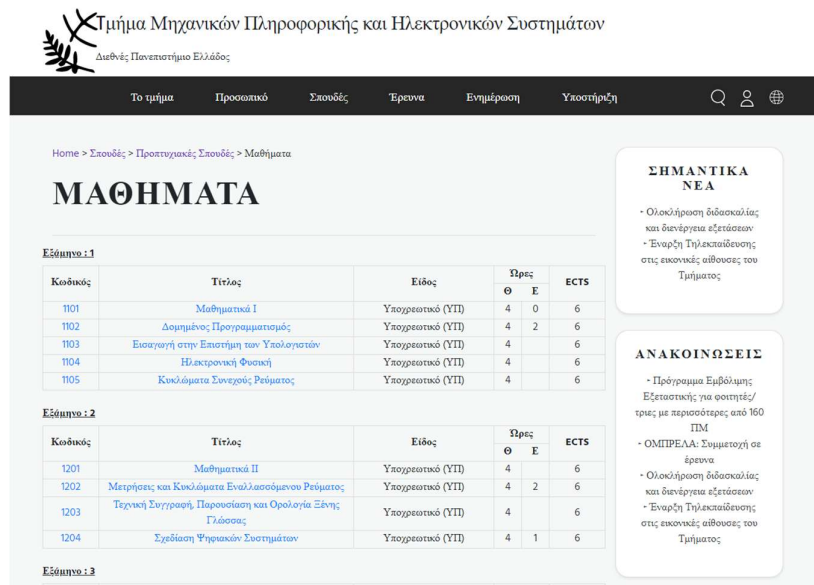 Τμήμα Μηχανικών Πληροφορικής και Ηλεκτρονικών Συστημάτων
Διεθνές Πανεπιστήμιο Ελλάδος
Το τμήμα Προσωπικό Σπουδές Έρευνα Ενημέρωση Υποστήριξη
Home > Σπουδές > Προπτυχιακές Σπουδές > Μαθήματα
ΜΑΘΗΜΑΤΑ
Εξάμηνο : 1
Κωδικός Τίτλος Είδος Ώρες ECTS
Θ Ε
1101 Μαθηματικά Ι Υποχρεωτικό (ΥΠ) 4 0 6
1102 Δομημένος Προγραμματισμός Υποχρεωτικό (ΥΠ) 4 2 6
1103 Εισαγωγή στην Επιστήμη των Υπολογιστών Υποχρεωτικό (ΥΠ) 4 6
1104 Ηλεκτρονική Φυσική Υποχρεωτικό (ΥΠ) 4 6
1105 Κυκλώματα Συνεχούς Ρεύματος Υποχρεωτικό (ΥΠ) 4 6
Εξάμηνο : 2
Κωδικός Τίτλος Είδος Ώρες ECTS
Θ Ε
1201 Μαθηματικά ΙΙ Υποχρεωτικό (ΥΠ) 4 6
1202 Μετρήσεις και Κυκλώματα Εναλλασσόμενου Ρεύματος Υποχρεωτικό (ΥΠ) 4 2 6
1203 Τεχνική Συγγραφή, Παρουσίαση και Ορολογία Ξένης
Γλώσσας Υποχρεωτικό (ΥΠ) 4 6
1204 Σχεδίαση Ψηφιακών Συστημάτων Υποχρεωτικό (ΥΠ) 4 1 6
Εξάμηνο : 3
ΣΗΜΑΝΤΙΚΑ
ΝΕΑ
- Ολοκλήρωση διδασκαλίας
και διενέργεια εξετάσεων
- Έναρξη Τηλεκπαίδευσης
στις εικονικές αίθουσες του
Τμήματος
ΑΝΑΚΟΙΝΩΣΕΙΣ
- Πρόγραμμα Εμβόλιμης
Εξεταστικής για φοιτητές/
τριες με περισσότερες από 160
ΠΜ
- ΟΜΠΡΕΛΑ: Συμμετοχή σε
έρευνα
- Ολοκλήρωση διδασκαλίας
και διενέργεια εξετάσεων
- Έναρξη Τηλεκπαίδευσης
στις εικονικές αίθουσες του
Τμήματος